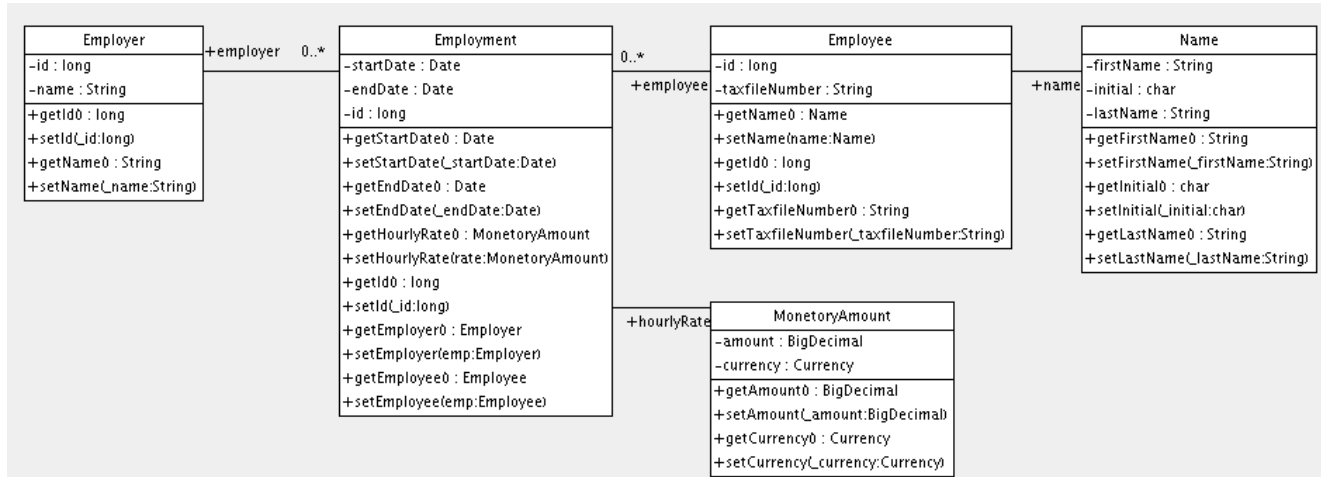 Employer
-id : long
-name : String
+getId() : long
+setId(_id:long)
+getName() : String
+setName(_name:String)
+employer 0..*
Employment
-startDate : Date
-endDate : Date
-id : long
+getStartDate() : Date
+setStartDate(_startDate:Date)
+getEndDate() : Date
+setEndDate(_endDate:Date)
+getHourlyRate() : MonetoryAmount
+setHourlyRate(rate:MonetoryAmount)
+getId() : long
+setId(_id:long)
+getEmployer() : Employer
+setEmployer(emp:Employer)
+getEmployee() : Employee
+setEmployee(emp:Employee)
0..*
+employee
Employee
-id : long
-taxfileNumber : String
+getName() : Name
+setName(name:Name)
+getId() : long
+setId(_id:long)
+getTaxfileNumber() : String
+setTaxfileNumber(_taxfileNumber:String)
+name
Name
-firstName : String
-initial : char
-lastName : String
+getFirstName() : String
+setFirstName(_firstName:String)
+getInitial() : char
+setInitial(_initial:char)
+getLastName() : String
+setLastName(_lastName:String)
+hourlyRate
MonetoryAmount
-amount : BigDecimal
-currency : Currency
+getAmount() : BigDecimal
+setAmount(_amount:BigDecimal)
+getCurrency() : Currency
+setCurrency(_currency:Currency)